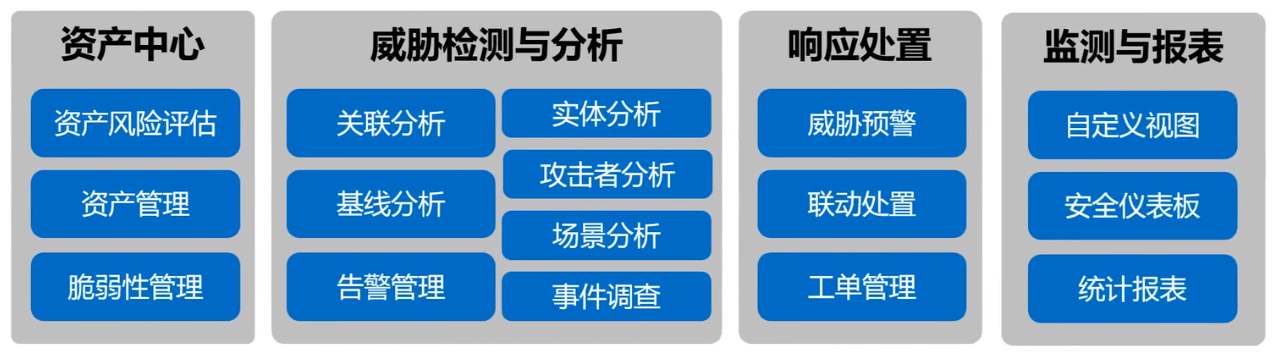 资产中心
资产风险评估
资产管理
脆弱性管理
威胁检测与分析
关联分析
基线分析
告警管理
实体分析
攻击者分析
场景分析
事件调查
响应处置
威胁预警
联动处置
工单管理
监测与报表
自定义视图
安全仪表板
统计报表